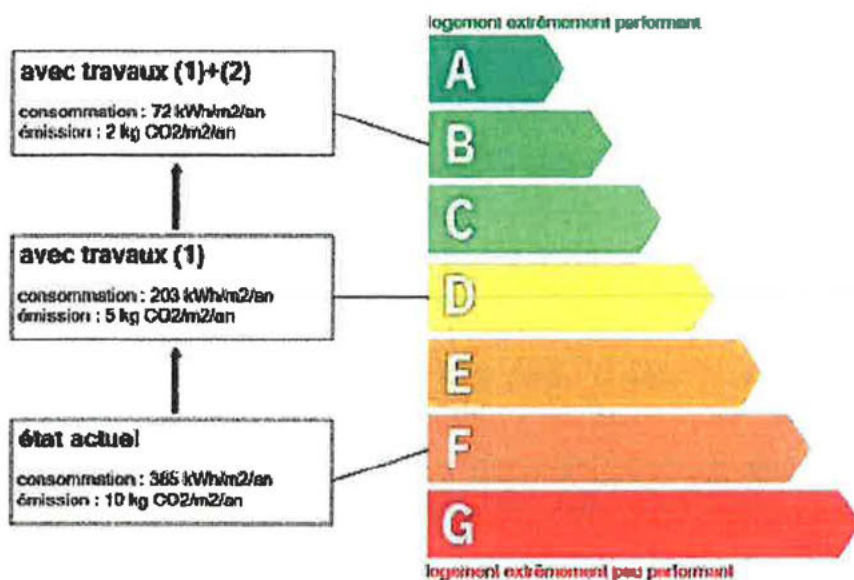 logement extrêmement performant
avec travaux (1)+(2)
consommation : 72 kWh/m2/an
émission : 2 kg CO2/m2/an
avec travaux (1)
consommation : 203 kWh/m2/an
émission : 5 kg CO2/m2/an
état actuel
consommation : 385 kWh/m2/an
émission : 10 kg CO2/m2/an
A
B
C
D
E
F
G
logement extrêmement peu performant